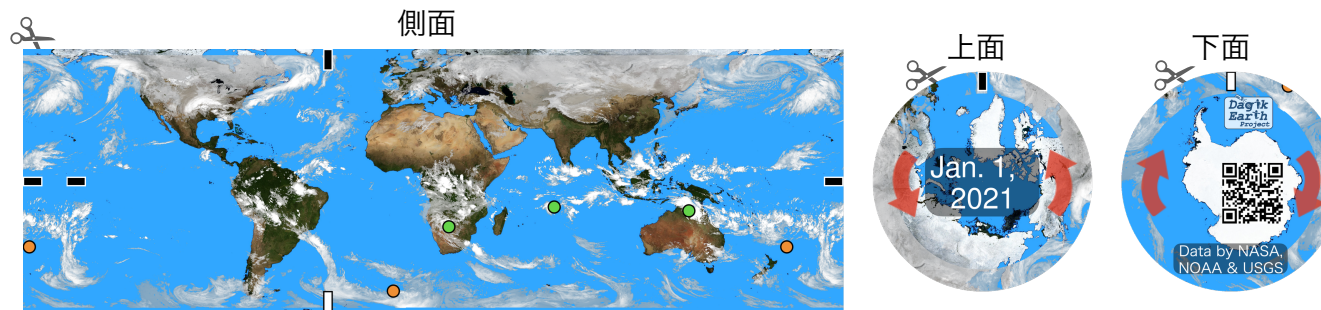 側面
上面
下面
Jan. 1,
2021
Dagik
Earth
Project
Data by NASA,
NOAA & USGS